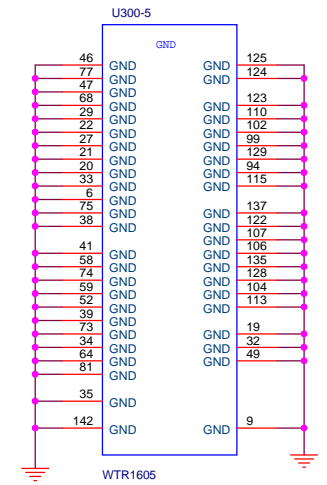 U300-5
GND
46 GND GND 125
77 GND GND 124
47 GND
68 GND GND 123
29 GND GND 110
22 GND GND 102
27 GND GND 99
21 GND GND 129
20 GND GND 94
33 GND GND 115
6 GND
75 GND GND 137
38 GND GND 122
GND 107
41 GND GND 106
58 GND GND 135
74 GND GND 128
59 GND GND 104
52 GND GND 113
39 GND
73 GND GND 19
34 GND GND 32
64 GND GND 49
81 GND
35 GND
142 GND GND 9
WTR1605